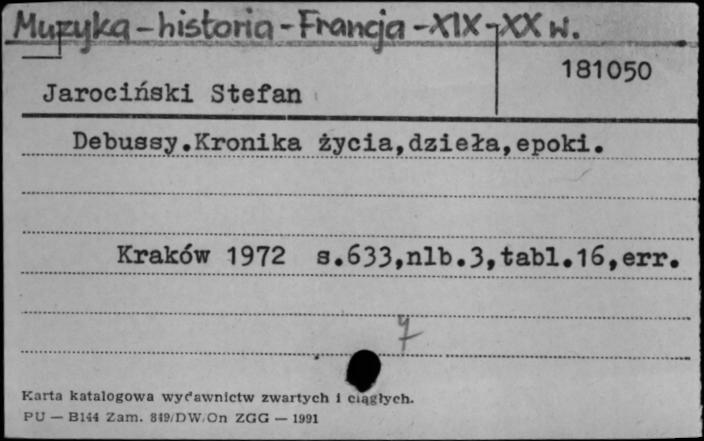 Muzyka - historia - Francja - XIX - XX w.
181050
Jarociński Stefan
Debussy.Kronika życia,dzieła,epoki.
Kraków 1972 s.633,nlb.3,tabl.16,err.
7
Karta katalogowa wydawnictw zwartych i ciągłych.
PU — B144 Zam. 849/DW/On ZGG — 1991